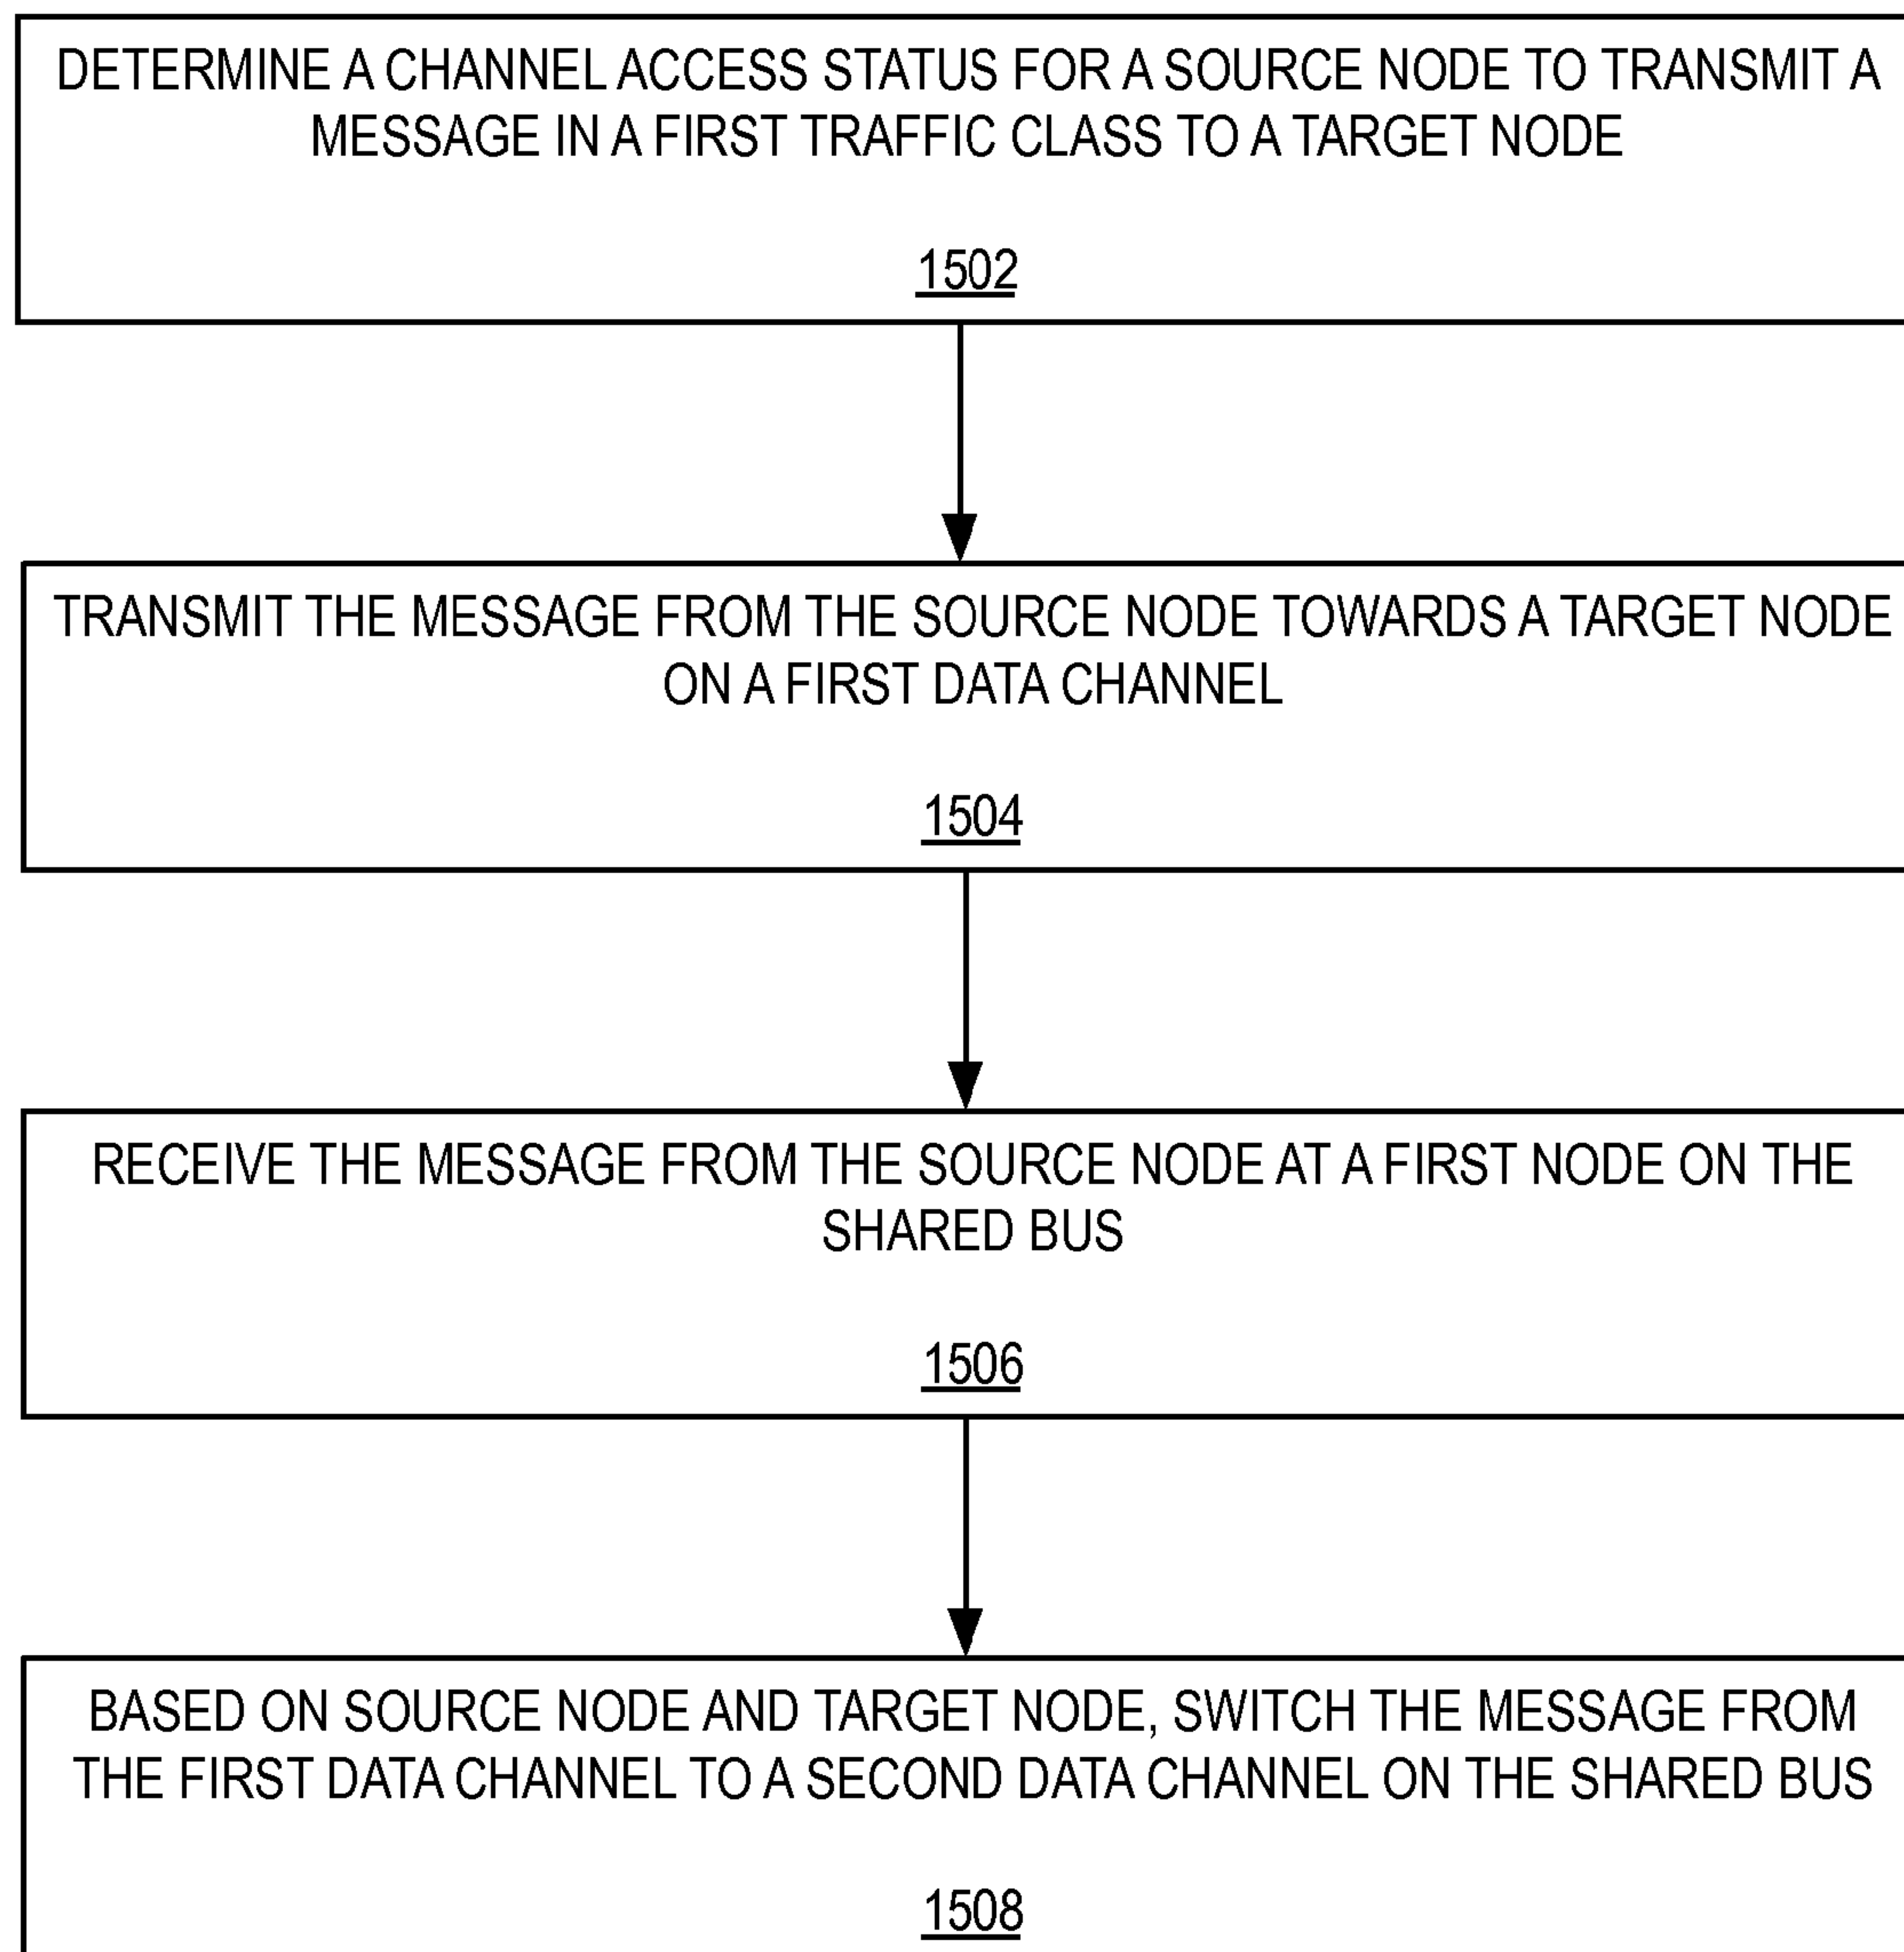 DETERMINE A CHANNEL ACCESS STATUS FOR A SOURCE NODE TO TRANSMIT A
MESSAGE IN A FIRST TRAFFIC CLASS TO A TARGET NODE
1502
TRANSMIT THE MESSAGE FROM THE SOURCE NODE TOWARDS A TARGET NODE
ON A FIRST DATA CHANNEL
1504
RECEIVE THE MESSAGE FROM THE SOURCE NODE AT A FIRST NODE ON THE
SHARED BUS
1506
BASED ON SOURCE NODE AND TARGET NODE, SWITCH THE MESSAGE FROM
THE FIRST DATA CHANNEL TO A SECOND DATA CHANNEL ON THE SHARED BUS
1508